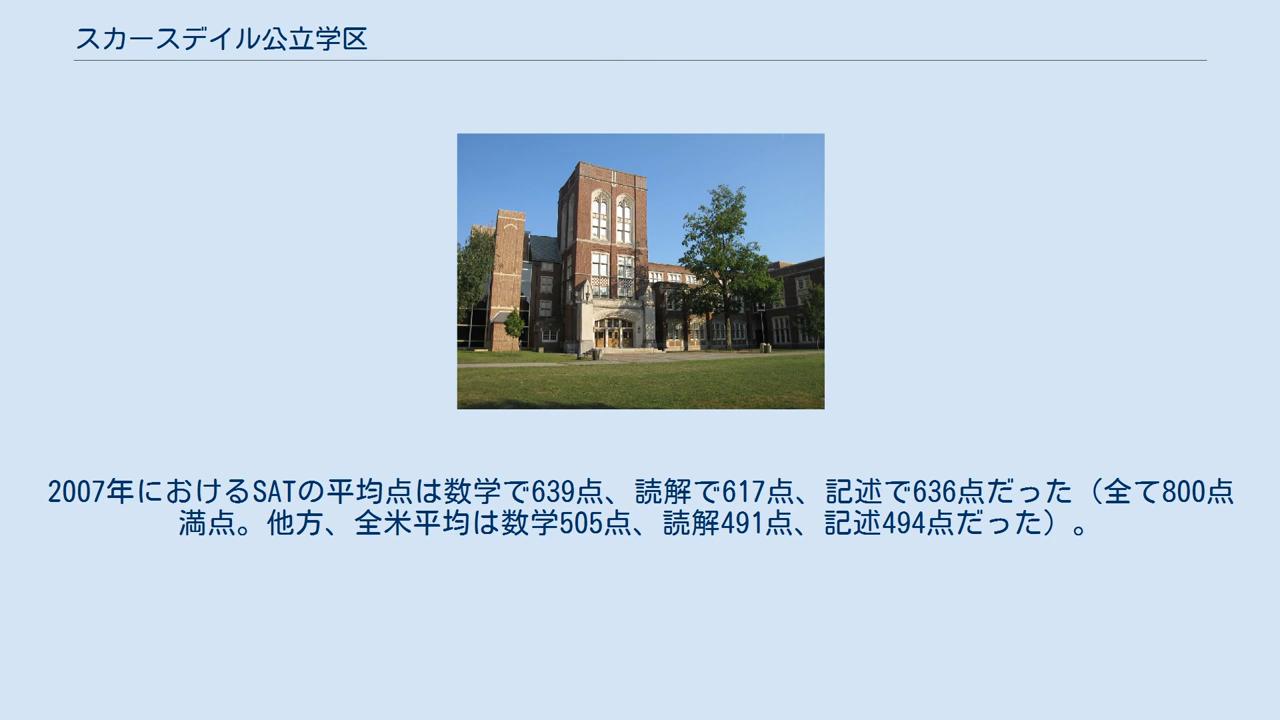 スカースデイル公立学区
2007年におけるSATの平均点は数学で639点、読解で617点、記述で636点だった（全て800点
満点。他方、全米平均は数学505点、読解491点、記述494点だった）。